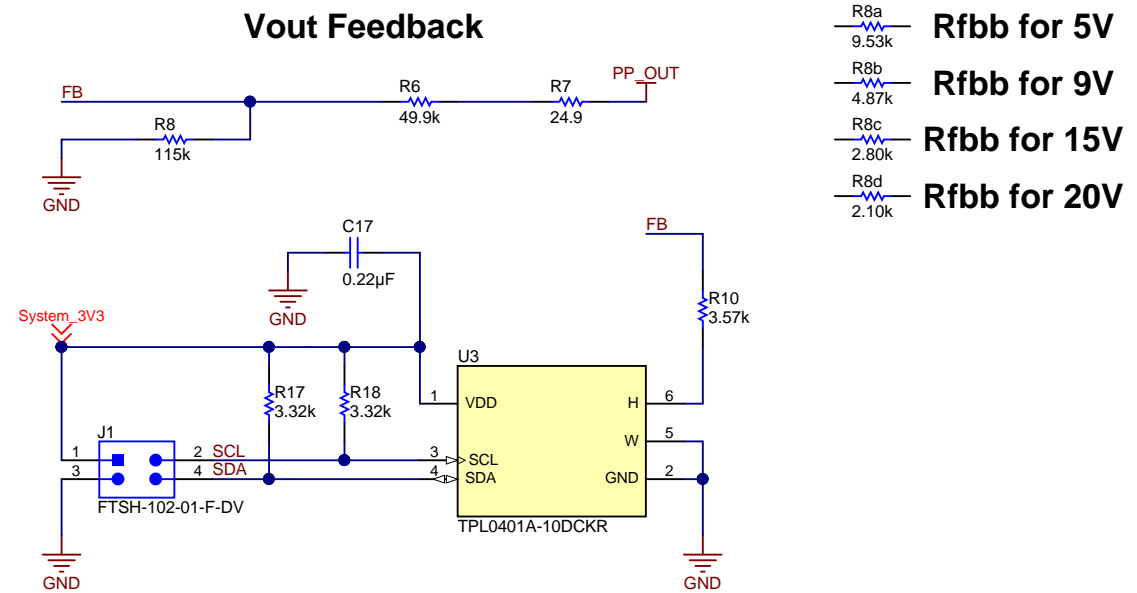 Vout Feedback
R8a
9.53k
Rfbb for 5V
R8b
4.87k
Rfbb for 9V
R8c
2.80k
Rfbb for 15V
R8d
2.10k
Rfbb for 20V
FB
R6
49.9k
R7
24.9
PP_OUT
R8
115k
GND
C17
0.22µF
GND
FB
R10
3.57k
System_3V3
R17
3.32k
R18
3.32k
U3
1 VDD
H 6
W 5
3 SCL
4 SDA
GND 2
TPL0401A-10DCKR
J1
1
2 SCL
3
4 SDA
FTSH-102-01-F-DV
GND
GND